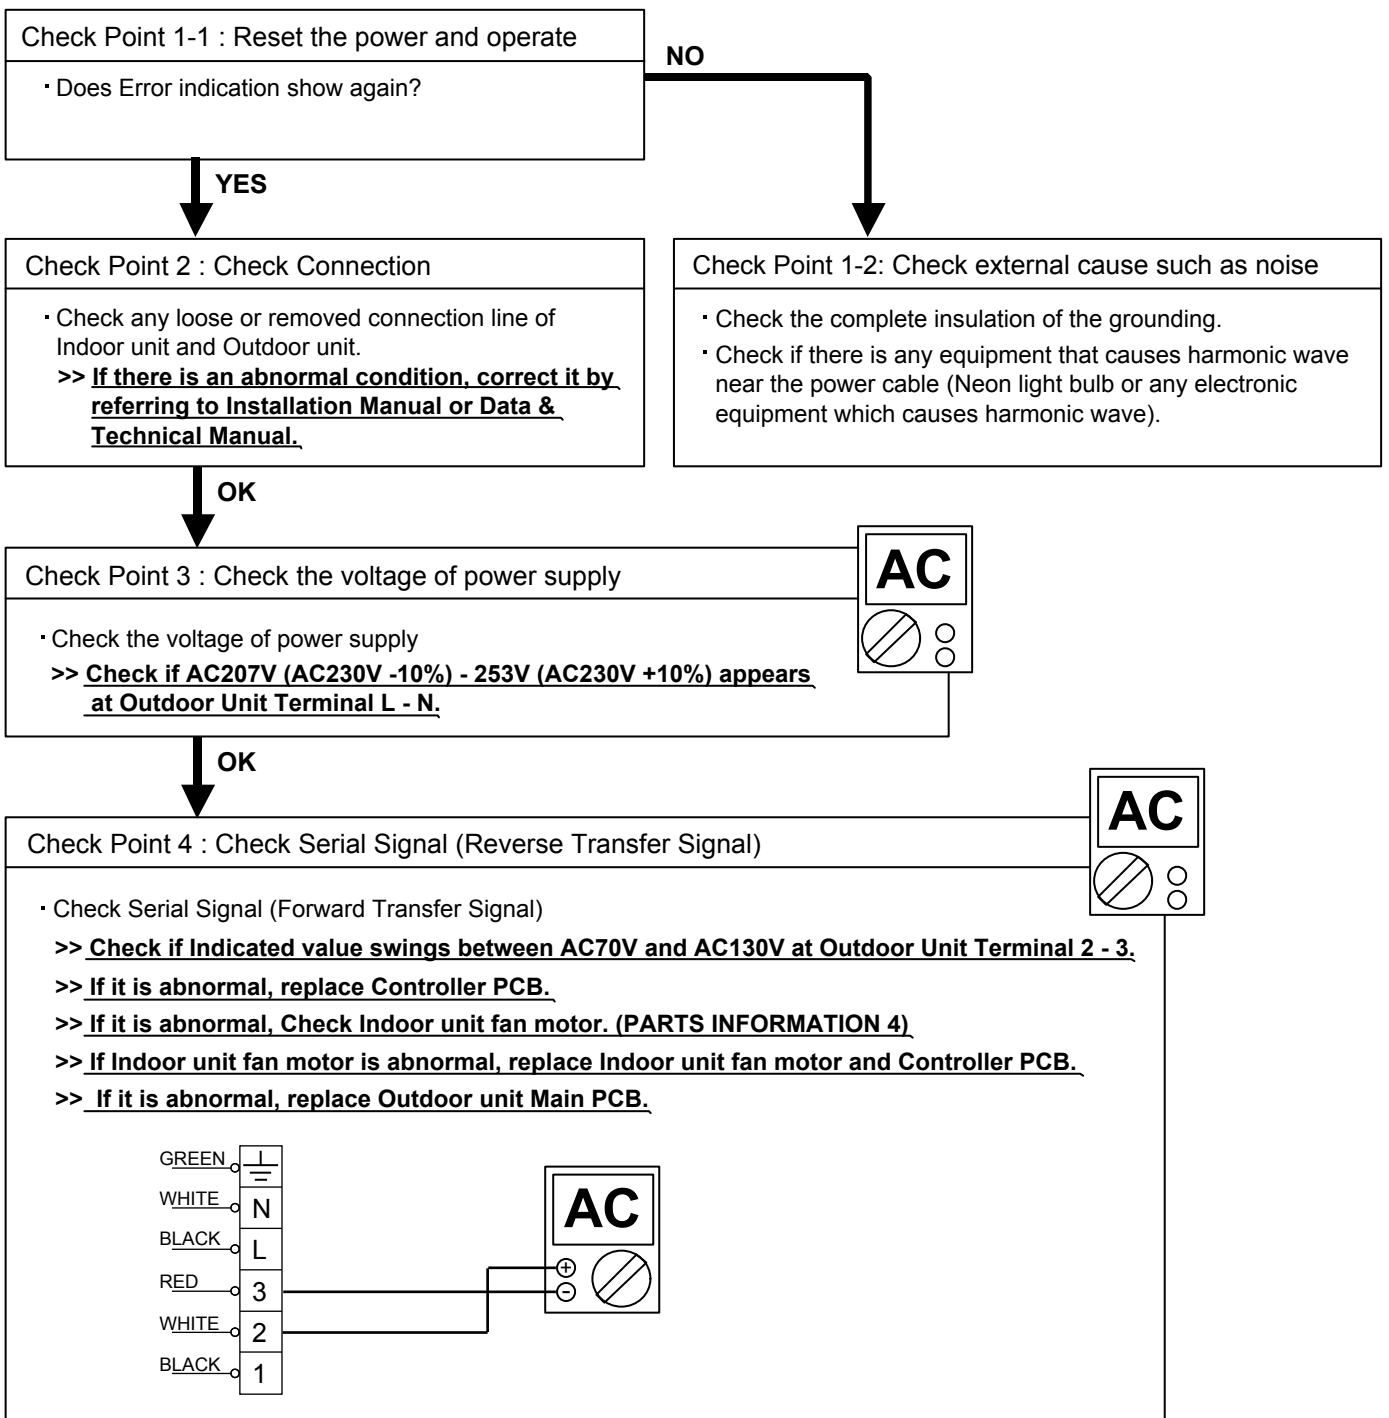 Check Point 1-1 : Reset the power and operate
・Does Error indication show again?
NO
YES
Check Point 2 : Check Connection
・Check any loose or removed connection line of
Indoor unit and Outdoor unit.
>> If there is an abnormal condition, correct it by
referring to Installation Manual or Data &
Technical Manual.
Check Point 1-2: Check external cause such as noise
・Check the complete insulation of the grounding.
・Check if there is any equipment that causes harmonic wave
near the power cable (Neon light bulb or any electronic
equipment which causes harmonic wave).
OK
Check Point 3 : Check the voltage of power supply
AC
・Check the voltage of power supply
>> Check if AC207V (AC230V -10%) - 253V (AC230V +10%) appears
at Outdoor Unit Terminal L - N.
OK
Check Point 4 : Check Serial Signal (Reverse Transfer Signal)
AC
・Check Serial Signal (Forward Transfer Signal)
>> Check if Indicated value swings between AC70V and AC130V at Outdoor Unit Terminal 2 - 3.
>> If it is abnormal, replace Controller PCB.
>> If it is abnormal, Check Indoor unit fan motor. (PARTS INFORMATION 4)
>> If Indoor unit fan motor is abnormal, replace Indoor unit fan motor and Controller PCB.
>> If it is abnormal, replace Outdoor unit Main PCB.
GREEN
WHITE N
BLACK L
RED 3
WHITE 2
BLACK 1
AC
+
-